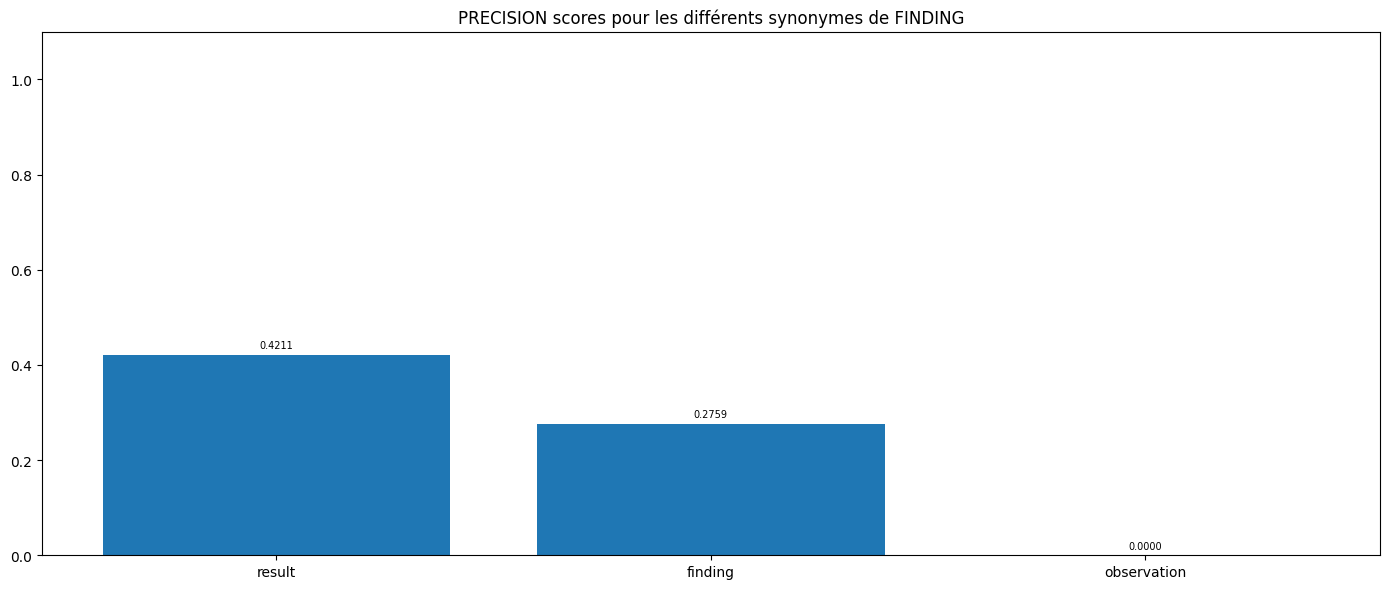 PRECISION scores pour les différents synonymes de FINDING
1.0
0.8
0.6
0.4
0.2
0.0
0.4211
0.2759
0.0000
result
finding
observation